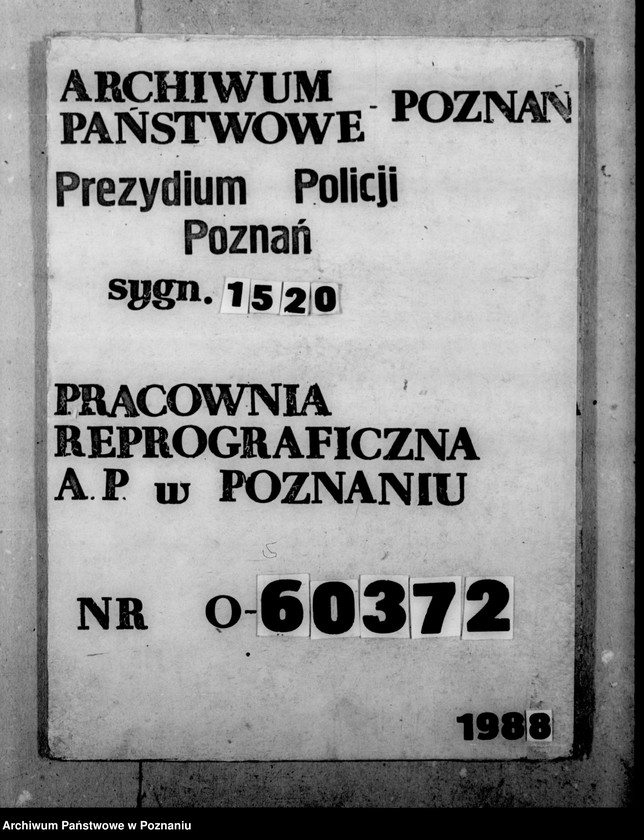 ARCHIWUM
PAŃSTWOWE - POZNAŃ
Prezydium Policji
Poznań
sygn. 1520
PRACOWNIA
REPROGRAFICZNA
A.P. w POZNANIU
NR O-60372
1988
Archiwum Państwowe w Poznaniu